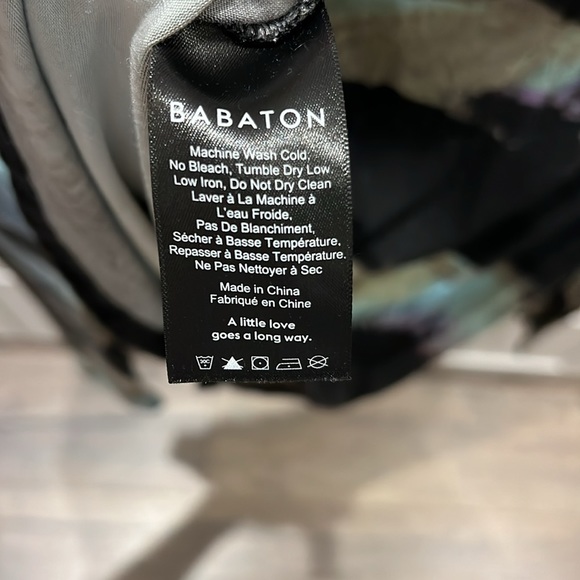 BABATON
Machine Wash Cold.
No Bleach, Tumble Dry Low.
Low Iron, Do Not Dry Clean
Laver à La Machine à
L'eau Froide,
Pas De Blanchiment,
Sécher à Basse Température.
Repasser à Basse Température.
Ne Pas Nettoyer à Sec
Made in China
Fabriqué en Chine
A little love
goes a long way.